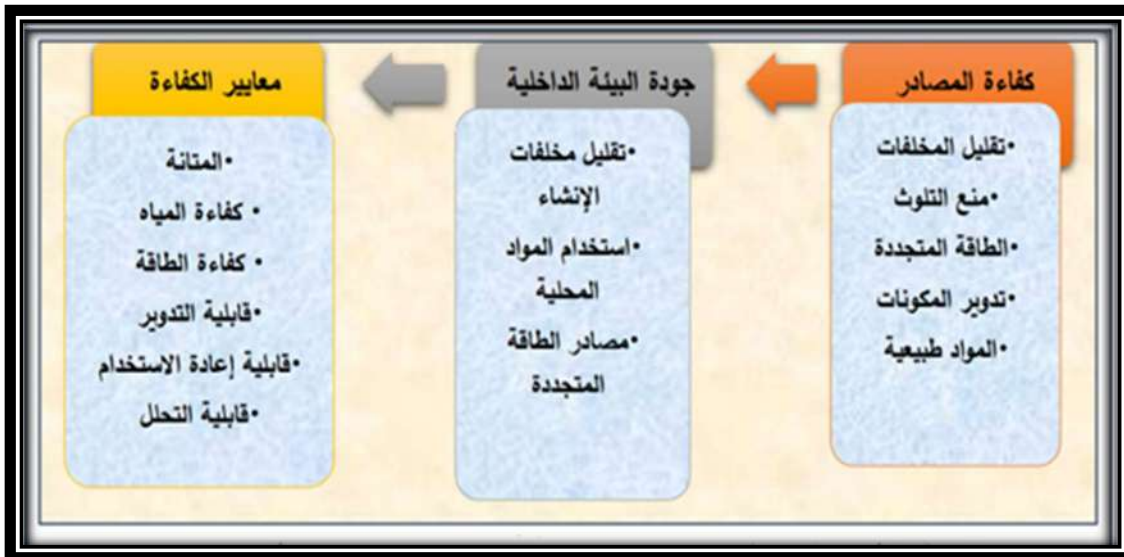 كفاءة المصادر
•تقليل المخلفات
•منع التلوث
•الطاقة المتجددة
•تدوير المكونات
•المواد طبيعية
جودة البيئة الداخلية
•تقليل مخلفات
الإنشاء
•استخدام المواد
المحلية
•مصادر الطاقة
المتجددة
معايير الكفاءة
•المتانة
• كفاءة المياه
• كفاءة الطاقة
•قابلية التدوير
•قابلية إعادة الاستخدام
•قابلية التحلل